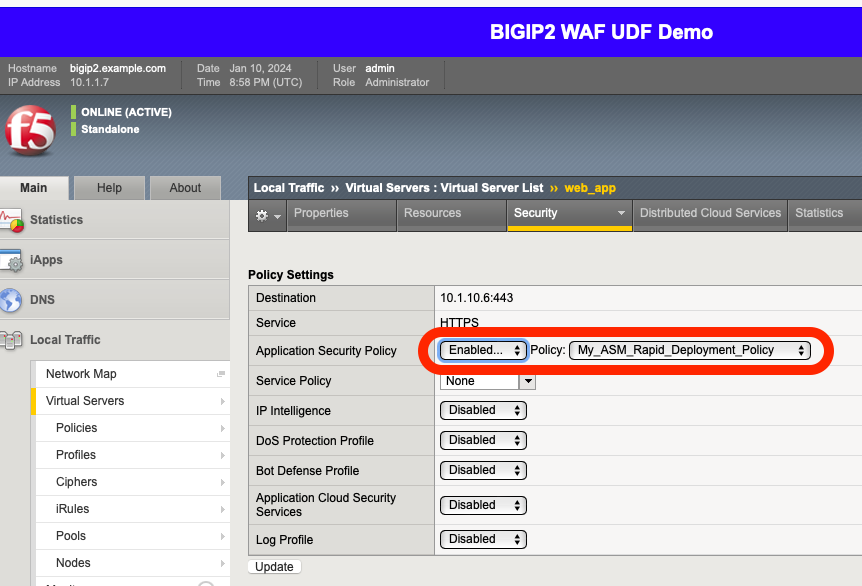 BIGIP2 WAF UDF Demo
Hostname bigip2.example.com Date Jan 10, 2024 User admin
IP Address 10.1.1.7 Time 8:58 PM (UTC) Role Administrator
f5
ONLINE (ACTIVE)
Standalone
Main Help About
Local Traffic ›› Virtual Servers : Virtual Server List ›› web_app
Properties Resources Security Distributed Cloud Services Statistics
Statistics
iApps
DNS
Local Traffic
Network Map
Virtual Servers
Policies
Profiles
Ciphers
iRules
Pools
Nodes
Policy Settings
Destination 10.1.10.6:443
Service HTTPS
Application Security Policy Enabled... Policy: My_ASM_Rapid_Deployment_Policy
Service Policy None
IP Intelligence Disabled
DoS Protection Profile Disabled
Bot Defense Profile Disabled
Application Cloud Security
Services Disabled
Log Profile Disabled
Update